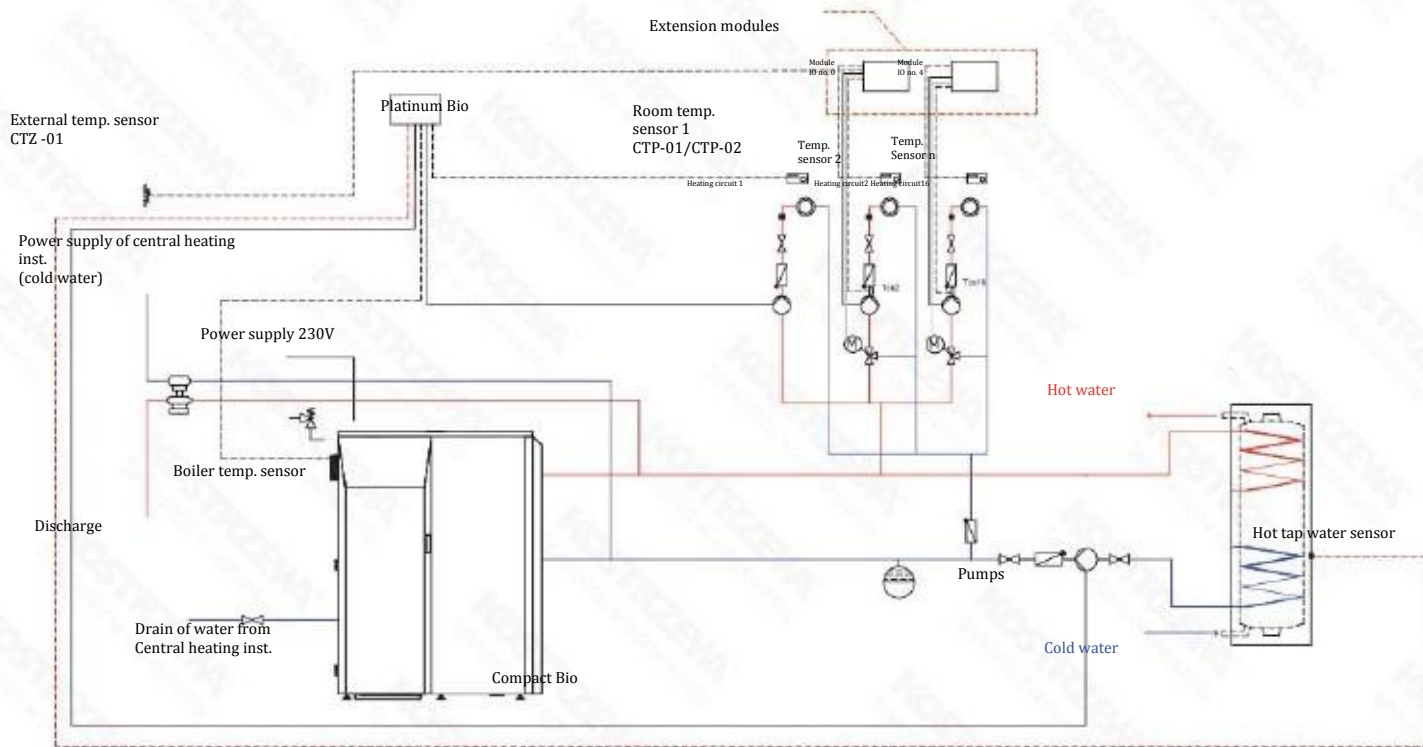 Extension modules
Module
IO no. 0
Module
IO no. 4
Platinum Bio
External temp. sensor
CTZ -01
Room temp.
sensor 1
CTP-01/CTP-02
Temp.
sensor 2
Temp.
Sensor n
Heating circuit 1
Heating circuit2
Heating circuit16
Power supply of central heating
inst.
(cold water)
Power supply 230V
M
M
Hot water
Boiler temp. sensor
Discharge
Hot tap water sensor
Pumps
Drain of water from
Central heating inst.
Cold water
Compact Bio
KOSTRZEWA